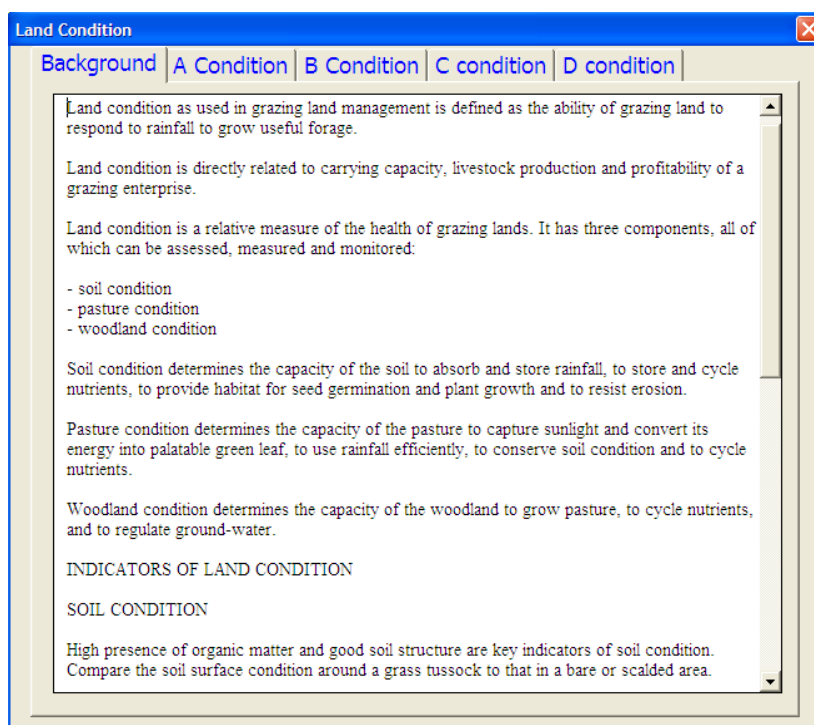 Land Condition
Background
A Condition
B Condition
C condition
D condition
Land condition as used in grazing land management is defined as the ability of grazing land to
respond to rainfall to grow useful forage.
Land condition is directly related to carrying capacity, livestock production and profitability of a
grazing enterprise.
Land condition is a relative measure of the health of grazing lands. It has three components, all of
which can be assessed, measured and monitored:
- soil condition
- pasture condition
- woodland condition
Soil condition determines the capacity of the soil to absorb and store rainfall, to store and cycle
nutrients, to provide habitat for seed germination and plant growth and to resist erosion.
Pasture condition determines the capacity of the pasture to capture sunlight and convert its
energy into palatable green leaf, to use rainfall efficiently, to conserve soil condition and to cycle
nutrients.
Woodland condition determines the capacity of the woodland to grow pasture, to cycle nutrients,
and to regulate ground-water.
INDICATORS OF LAND CONDITION
SOIL CONDITION
High presence of organic matter and good soil structure are key indicators of soil condition.
Compare the soil surface condition around a grass tussock to that in a bare or scalded area.